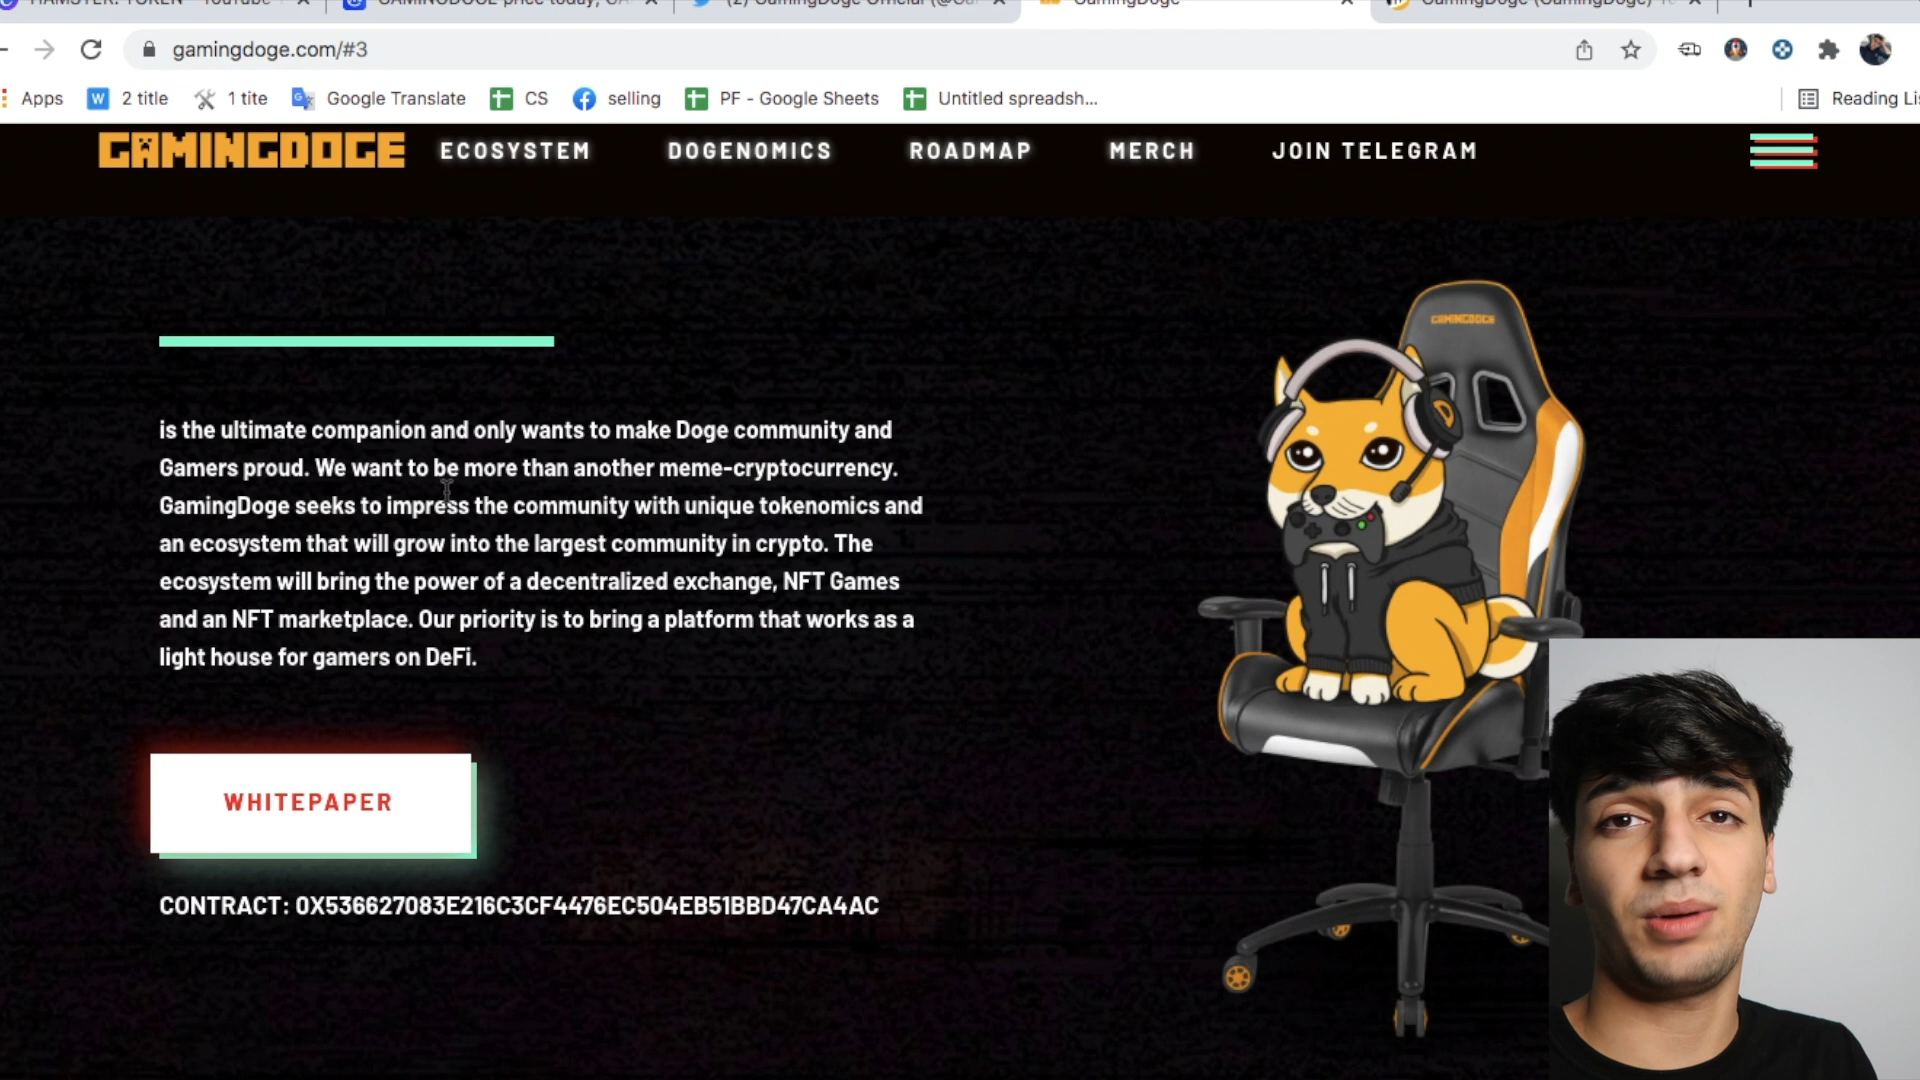 gamingdoge.com/#3
Apps
2 title
1 tite
Google Translate
CS
selling
PF - Google Sheets
Untitled spreadsh...
Reading Lis
GAMINGDOGE
ECOSYSTEM
DOGENOMICS
ROADMAP
MERCH
JOIN TELEGRAM
GAMINGDOGE
is the ultimate companion and only wants to make Doge community and
Gamers proud. We want to be more than another meme-cryptocurrency.
GamingDoge seeks to impress the community with unique tokenomics and
an ecosystem that will grow into the largest community in crypto. The
ecosystem will bring the power of a decentralized exchange, NFT Games
and an NFT marketplace. Our priority is to bring a platform that works as a
light house for gamers on DeFi.
WHITEPAPER
CONTRACT: 0X536627083E216C3CF4476EC504EB51BBD47CA4AC